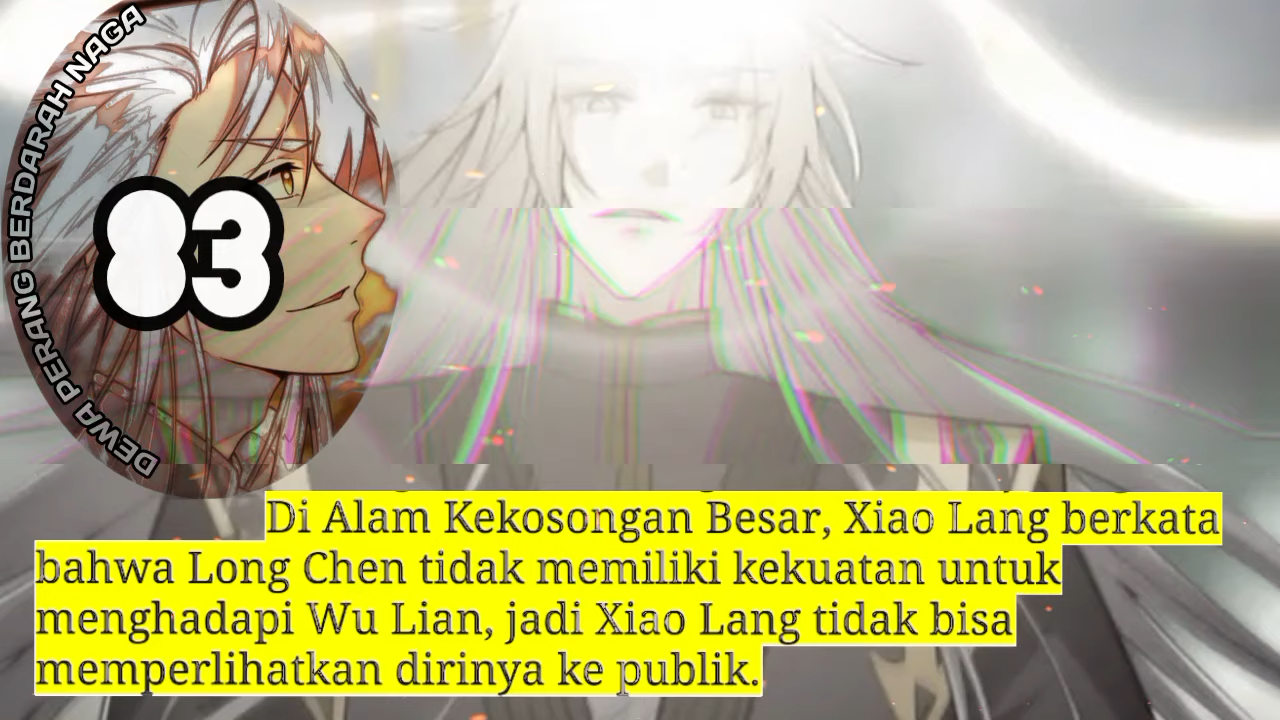 DEWA PERANG BERDARAH NAGA
83
Di Alam Kekosongan Besar, Xiao Lang berkata
bahwa Long Chen tidak memiliki kekuatan untuk
menghadapi Wu Lian, jadi Xiao Lang tidak bisa
memperlihatkan dirinya ke publik.